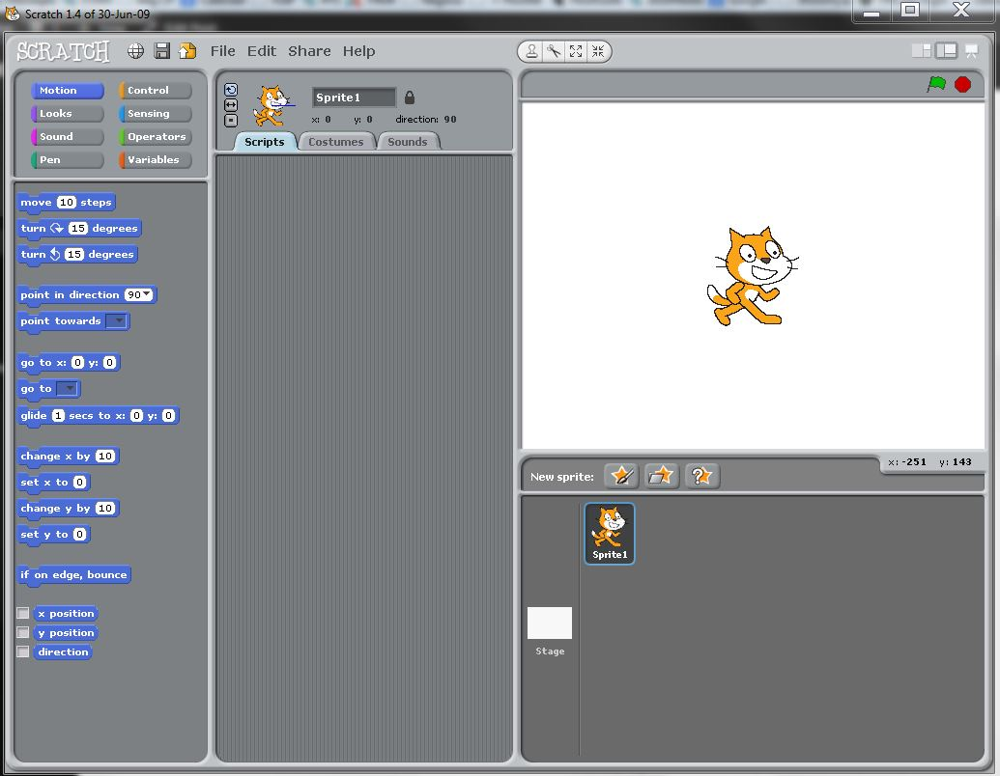 Scratch 1.4 of 30-Jun-09
SCRATCH File Edit Share Help
Motion Control
Looks Sensing
Sound Operators
Pen Variables
Sprite1
x: 0 y: 0 direction: 90
Scripts Costumes Sounds
move 10 steps
turn 15 degrees
turn 15 degrees
point in direction 90
point towards
go to x: 0 y: 0
go to
glide 1 secs to x: 0 y: 0
change x by 10
set x to 0
change y by 10
set y to 0
if on edge, bounce
x position
y position
direction
x: -251 y: 143
New sprite:
Sprite1
Stage